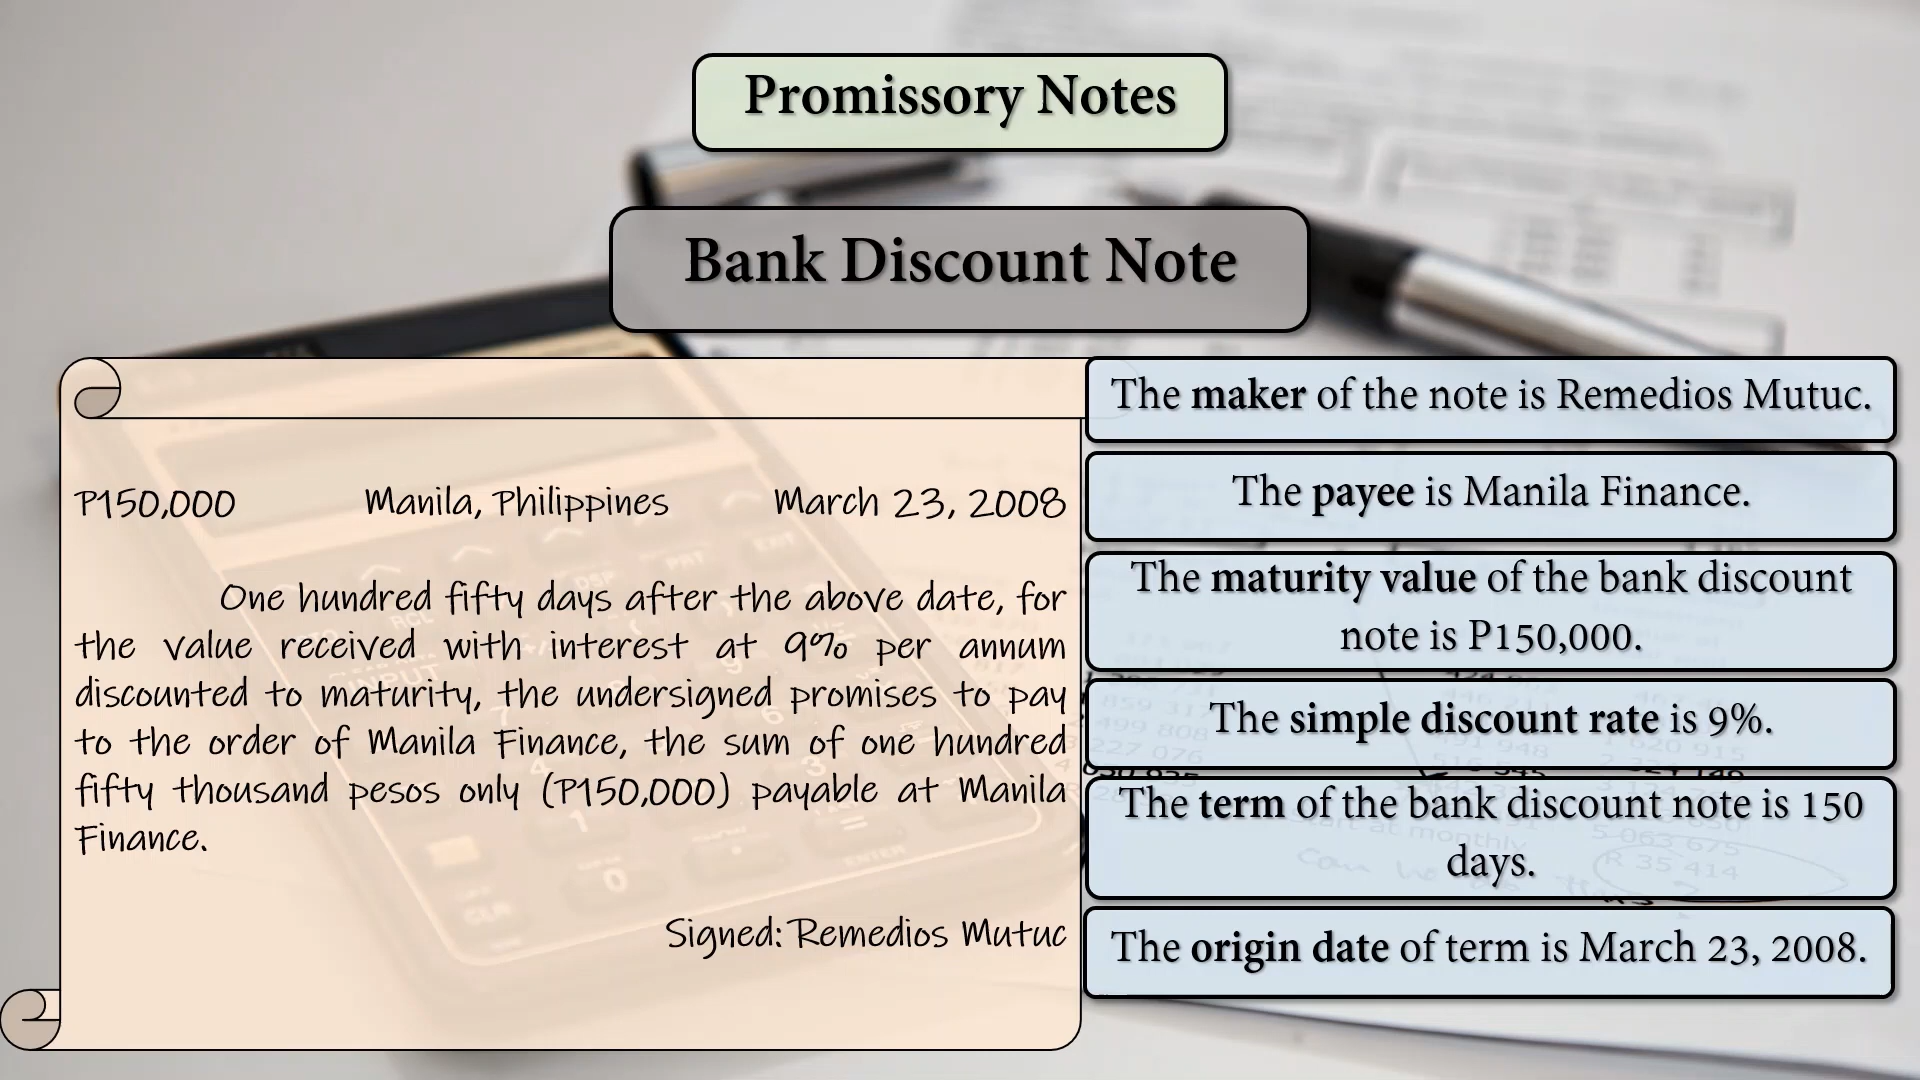 Promissory Notes
Bank Discount Note
P150,000 Manila, Philippines March 23, 2008
One hundred fifty days after the above date, for
the value received with interest at 9% per annum
discounted to maturity, the undersigned promises to pay
to the order of Manila Finance, the sum of one hundred
fifty thousand pesos only (P150,000) payable at Manila
Finance.
Signed: Remedios Mutuc
The maker of the note is Remedios Mutuc.
The payee is Manila Finance.
The maturity value of the bank discount
note is P150,000.
The simple discount rate is 9%.
The term of the bank discount note is 150
days.
The origin date of term is March 23, 2008.